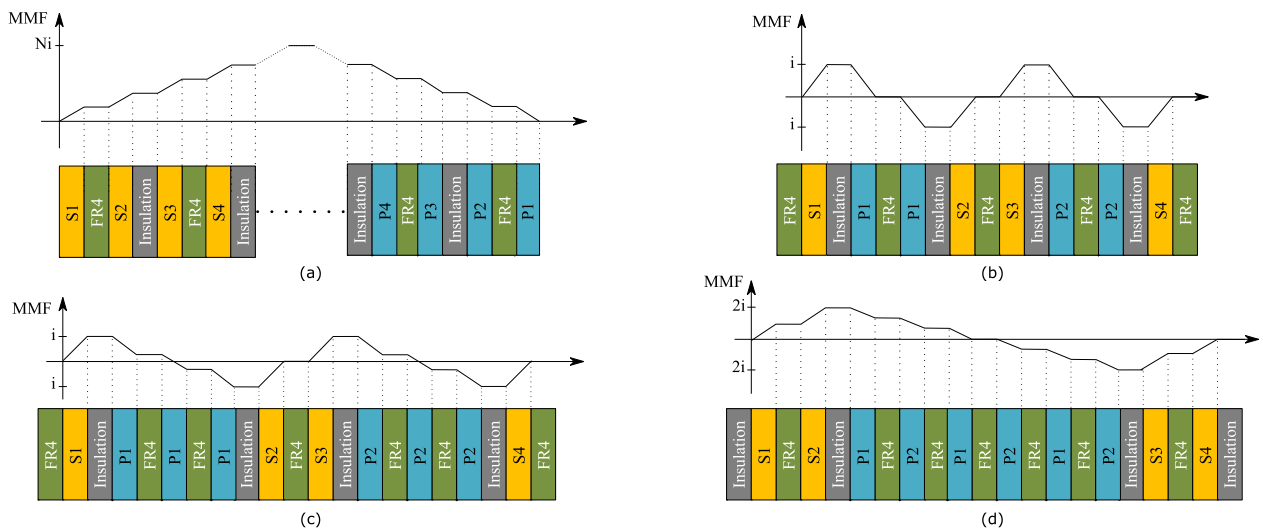 MMF
Ni
S1 FR4 S2 Insulation S3 FR4 S4 Insulation Insulation P4 FR4 P3 Insulation P2 FR4 P1
(a)
MMF
i
i
FR4 S1 Insulation P1 FR4 P1 Insulation S2 FR4 S3 Insulation P2 FR4 P2 Insulation S4 FR4
(b)
MMF
i
i
FR4 S1 Insulation P1 FR4 P1 FR4 P1 Insulation S2 FR4 S3 Insulation P2 FR4 P2 FR4 P2 Insulation S4 FR4
(c)
MMF
2i
2i
Insulation S1 FR4 S2 Insulation P1 FR4 P2 FR4 P1 FR4 P2 FR4 P1 FR4 P2 Insulation S3 FR4 S4 Insulation
(d)